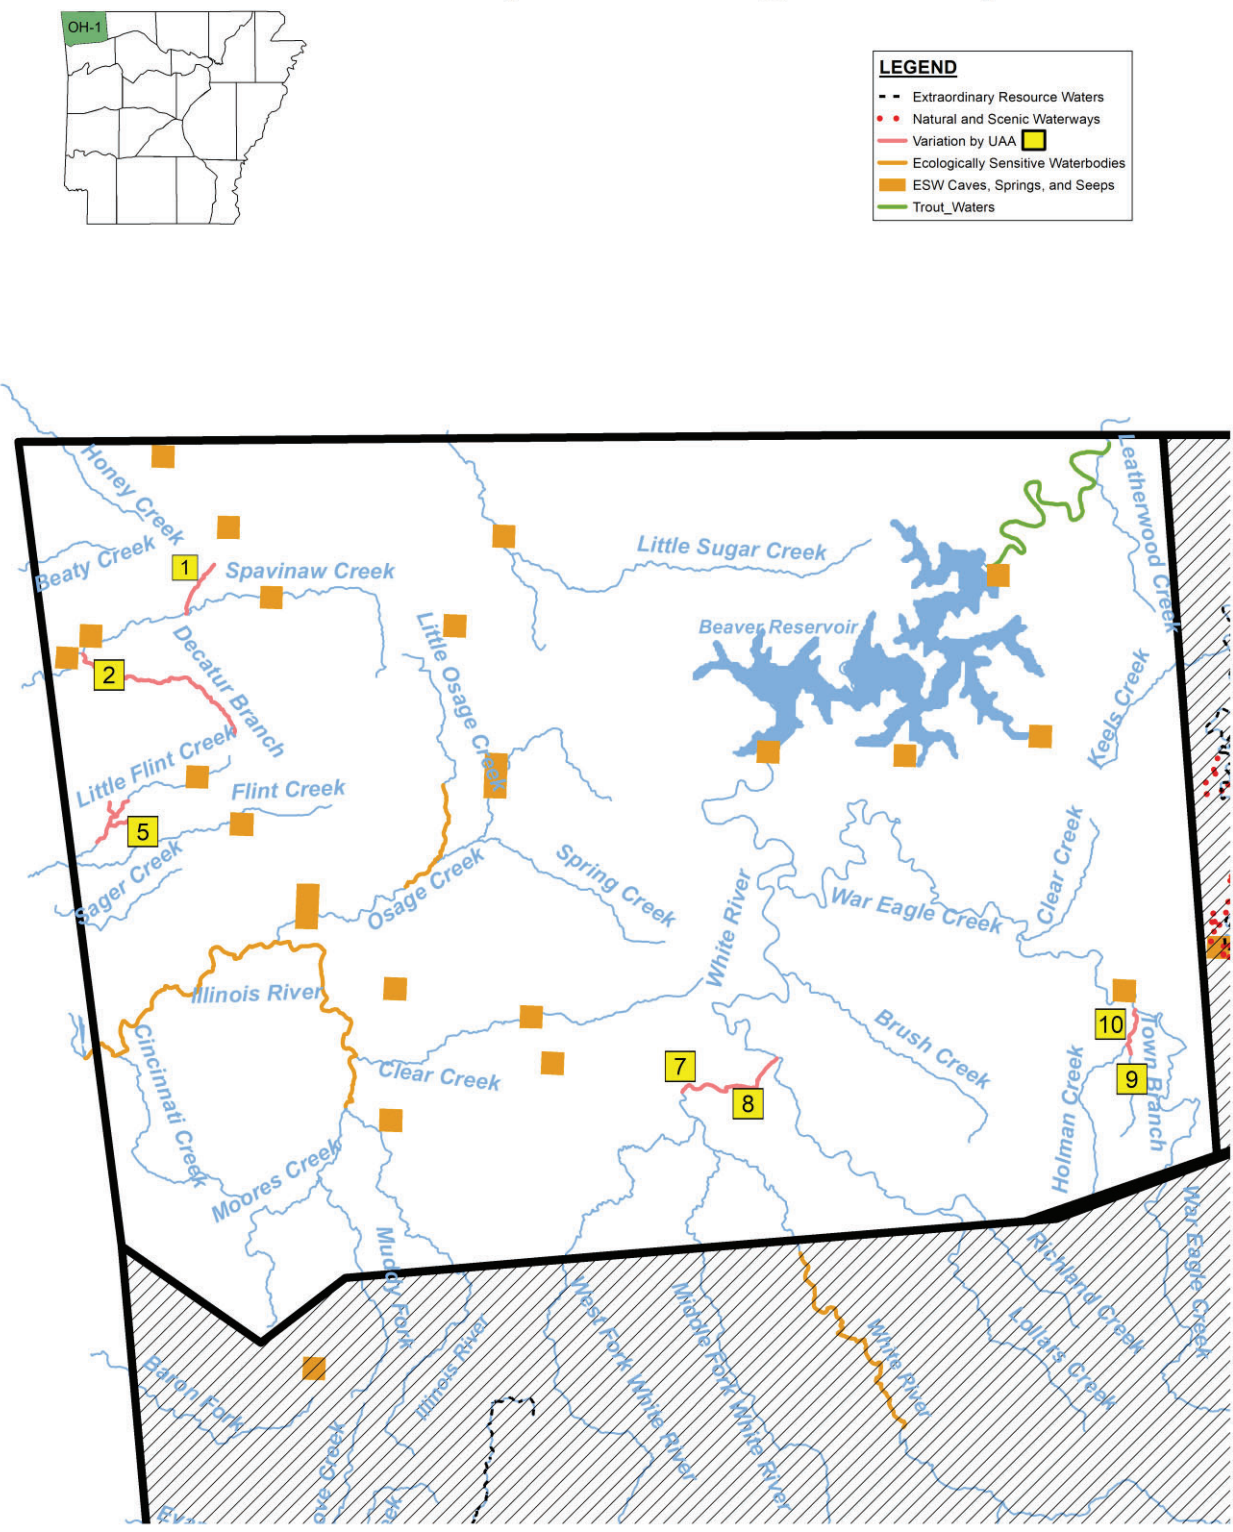 OH-1
LEGEND
Extraordinary Resource Waters
Natural and Scenic Waterways
Variation by UAA
Ecologically Sensitive Waterbodies
ESW Caves, Springs, and Seeps
Trout_Waters
Honey Creek
Leatherwood Creek
Beaty Creek
1
Spavinaw Creek
Little Sugar Creek
Beaver Reservoir
Little Osage Creek
Decatur Branch
2
Keels Creek
Little Flint Creek
Flint Creek
5
Sager Creek
Osage Creek
Spring Creek
Clear Creek
War Eagle Creek
White River
Illinois River
10
Town Branch
Brush Creek
Cincinnati Creek
Clear Creek
7
8
9
Holman Creek
Moores Creek
Muddy Fork
War Eagle Creek
Richland Creek
Lollars Creek
West Fork White River
Middle Fork White River
White River
Illinois River
Baron Fork
ove Creek